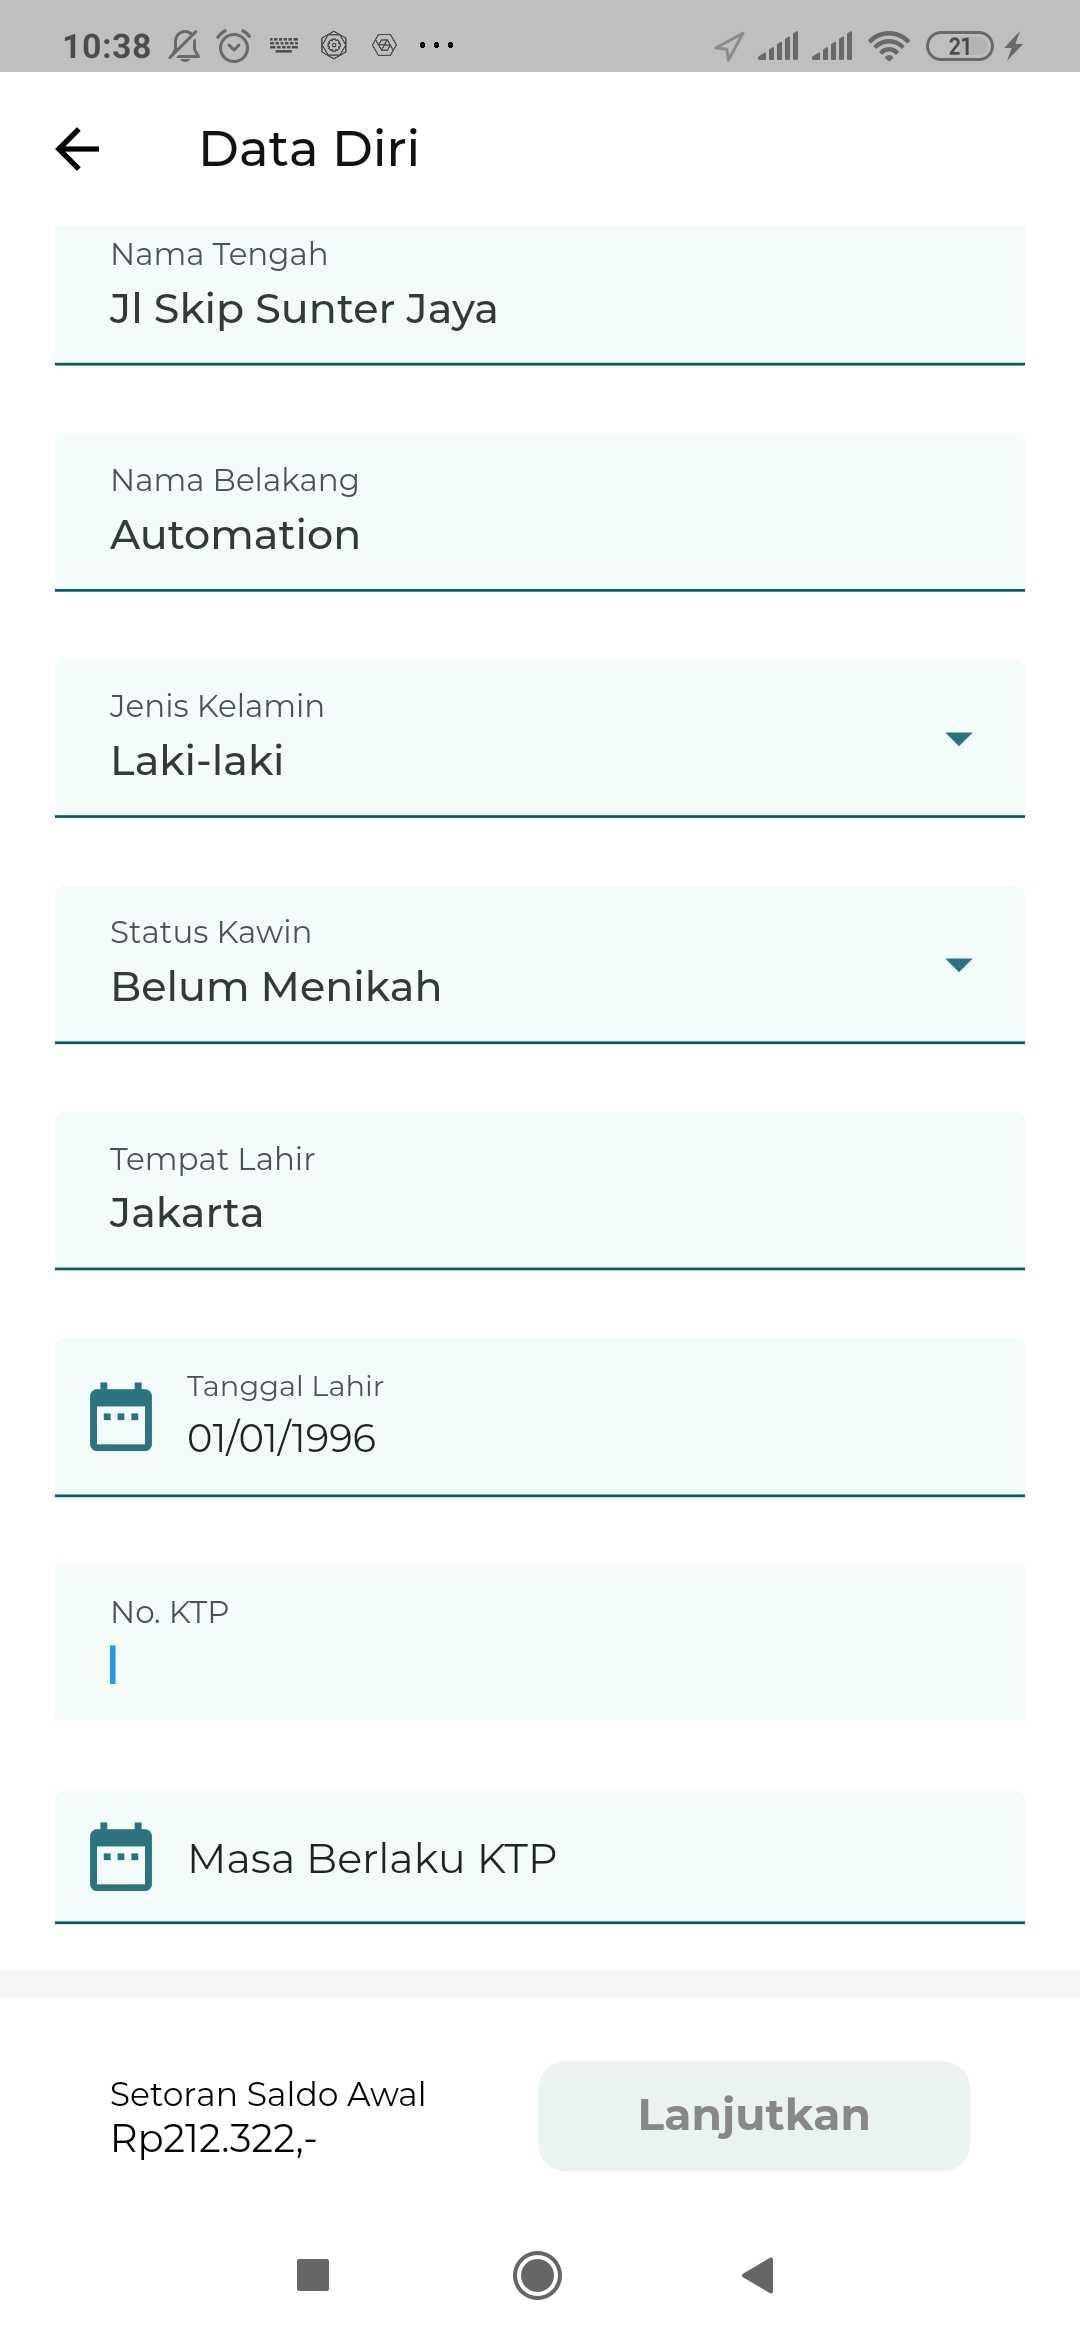 10:38
21
Data Diri
Nama Tengah
Jl Skip Sunter Jaya
Nama Belakang
Automation
Jenis Kelamin
Laki-laki
Status Kawin
Belum Menikah
Tempat Lahir
Jakarta
Tanggal Lahir
01/01/1996
No. KTP
Masa Berlaku KTP
Setoran Saldo Awal
Rp212.322,-
Lanjutkan